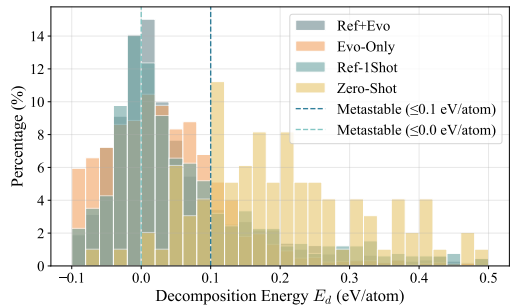 Ref+Evo
Evo-Only
Ref-1Shot
Zero-Shot
Metastable (≤0.1 eV/atom)
Metastable (≤0.0 eV/atom)
Percentage (%)
14
12
10
8
6
4
2
0
−0.1 0.0 0.1 0.2 0.3 0.4 0.5
Decomposition Energy E_d (eV/atom)